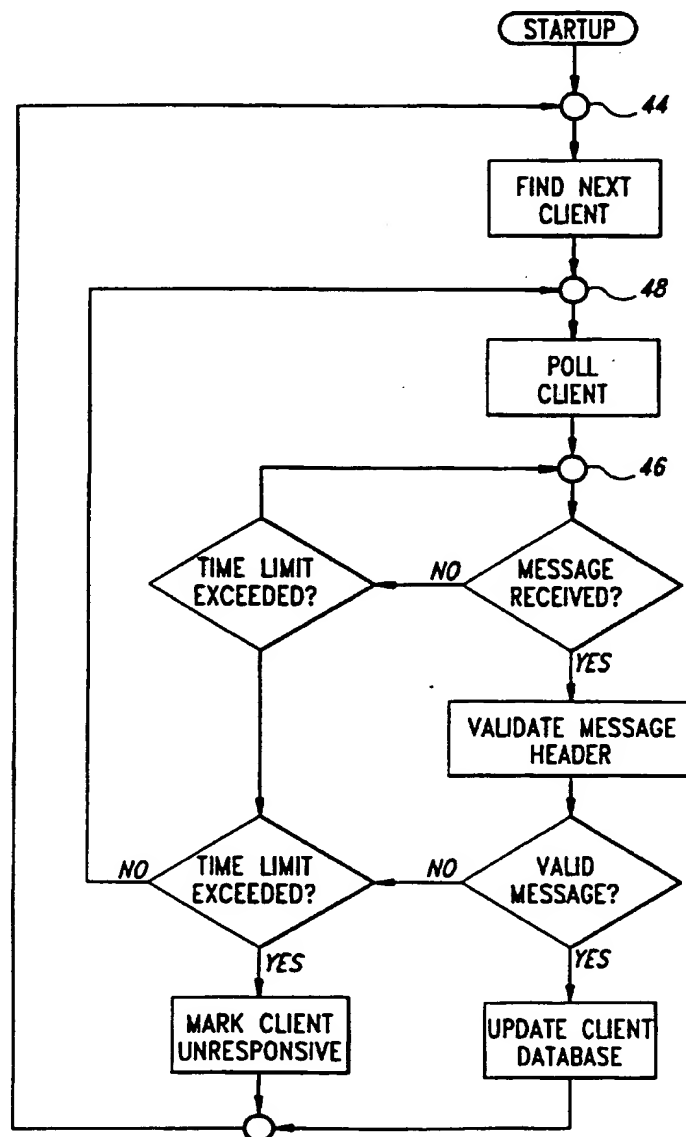 STARTUP
44
FIND NEXT
CLIENT
48
POLL
CLIENT
46
TIME LIMIT
EXCEEDED?
NO
MESSAGE
RECEIVED?
YES
VALIDATE MESSAGE
HEADER
NO
TIME LIMIT
EXCEEDED?
NO
VALID
MESSAGE?
YES
YES
MARK CLIENT
UNRESPONSIVE
UPDATE CLIENT
DATABASE